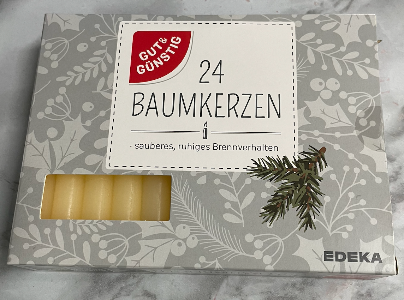 GUT&
GÜNSTIG
24
BAUMKERZEN
- sauberes, ruhiges Brennverhalten
EDEKA